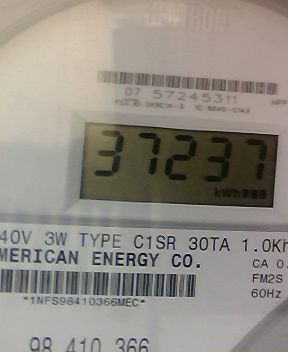 CENTRON
07 57245311
37237
kWh
40V 3W TYPE C1SR 30TA 1.0Kh
MERICAN ENERGY CO.
CA 0.
FM2S
60Hz
*1NFS98410366MEC*
98 410 366